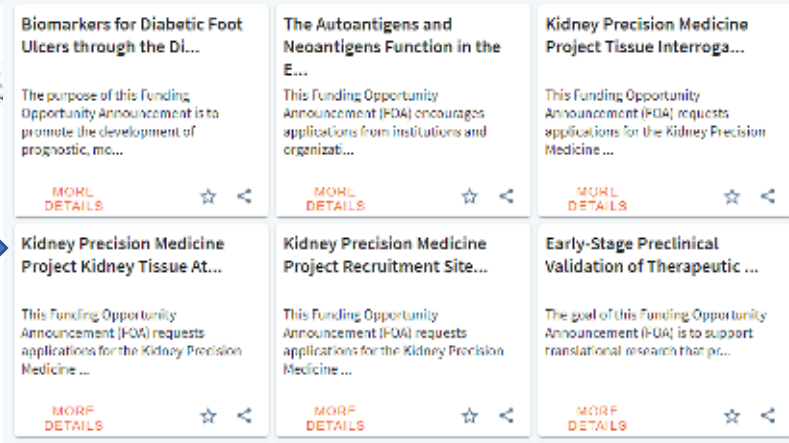 Biomarkers for Diabetic Foot
Ulcers through the Di...
The purpose of this Funding
Opportunity Announcement is to
promote the development of
prognostic, mo...
MORE
DETAILS
The Autoantigens and
Neoantigens Function in the
E...
This Funding Opportunity
Announcement (FOA) encourages
applications from institutions and
organizati...
MORE
DETAILS
Kidney Precision Medicine
Project Tissue Interroga...
This Funding Opportunity
Announcement (FOA) requests
applications for the Kidney Precision
Medicine ...
MORE
DETAILS
Kidney Precision Medicine
Project Kidney Tissue At...
This Funding Opportunity
Announcement (FOA) requests
applications for the Kidney Precision
Medicine ...
MORE
DETAILS
Kidney Precision Medicine
Project Recruitment Site...
This Funding Opportunity
Announcement (FOA) requests
applications for the Kidney Precision
Medicine ...
MORE
DETAILS
Early-Stage Preclinical
Validation of Therapeutic ...
The goal of this Funding Opportunity
Announcement (FOA) is to support
translational research that pr...
MORE
DETAILS